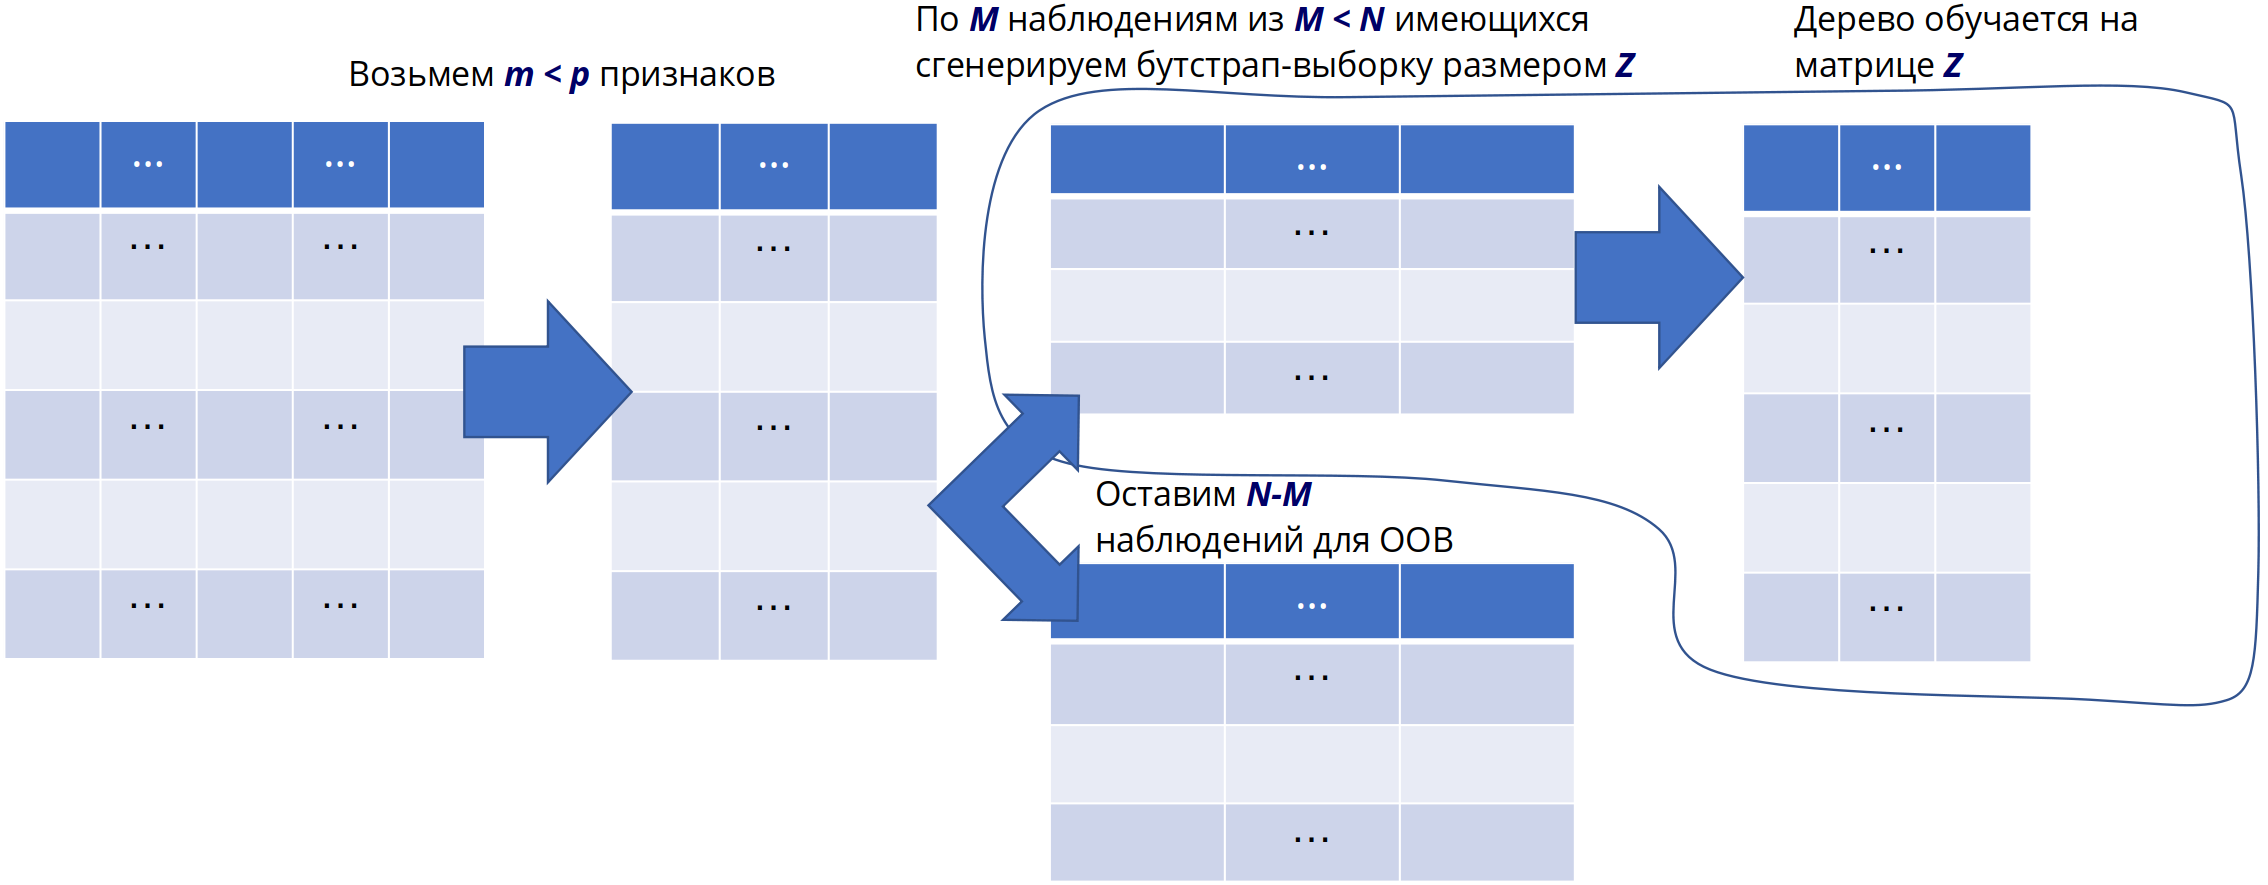 Возьмем m < p признаков
По M наблюдениям из M < N имеющихся
сгенерируем бутстрап-выборку размером Z
Дерево обучается на
матрице Z
... ...
... ...
... ...
... ...
...
...
...
...
...
...
...
...
...
...
...
Оставим N-M
наблюдений для OOB
...
...
...